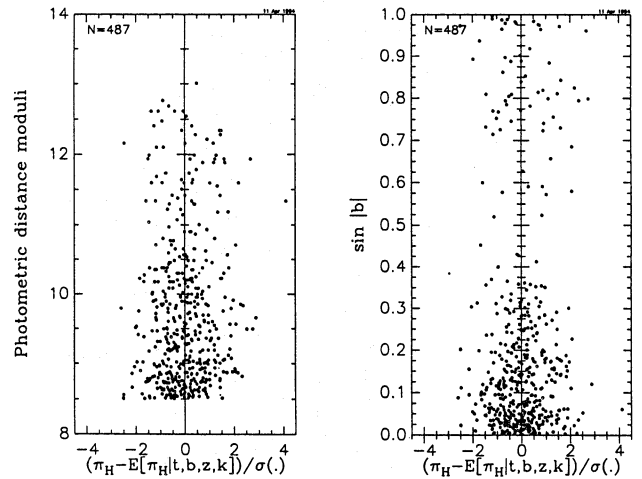 11 Apr 1994
N=487
Photometric distance moduli
14
12
10
8
−4 −2 0 2 4
(π_H−E[π_H|t,b,z,k])/σ(.)
11 Apr 1994
N=487
sin |b|
1.0
0.9
0.8
0.7
0.6
0.5
0.4
0.3
0.2
0.1
0.0
−4 −2 0 2 4
(π_H−E[π_H|t,b,z,k])/σ(.)